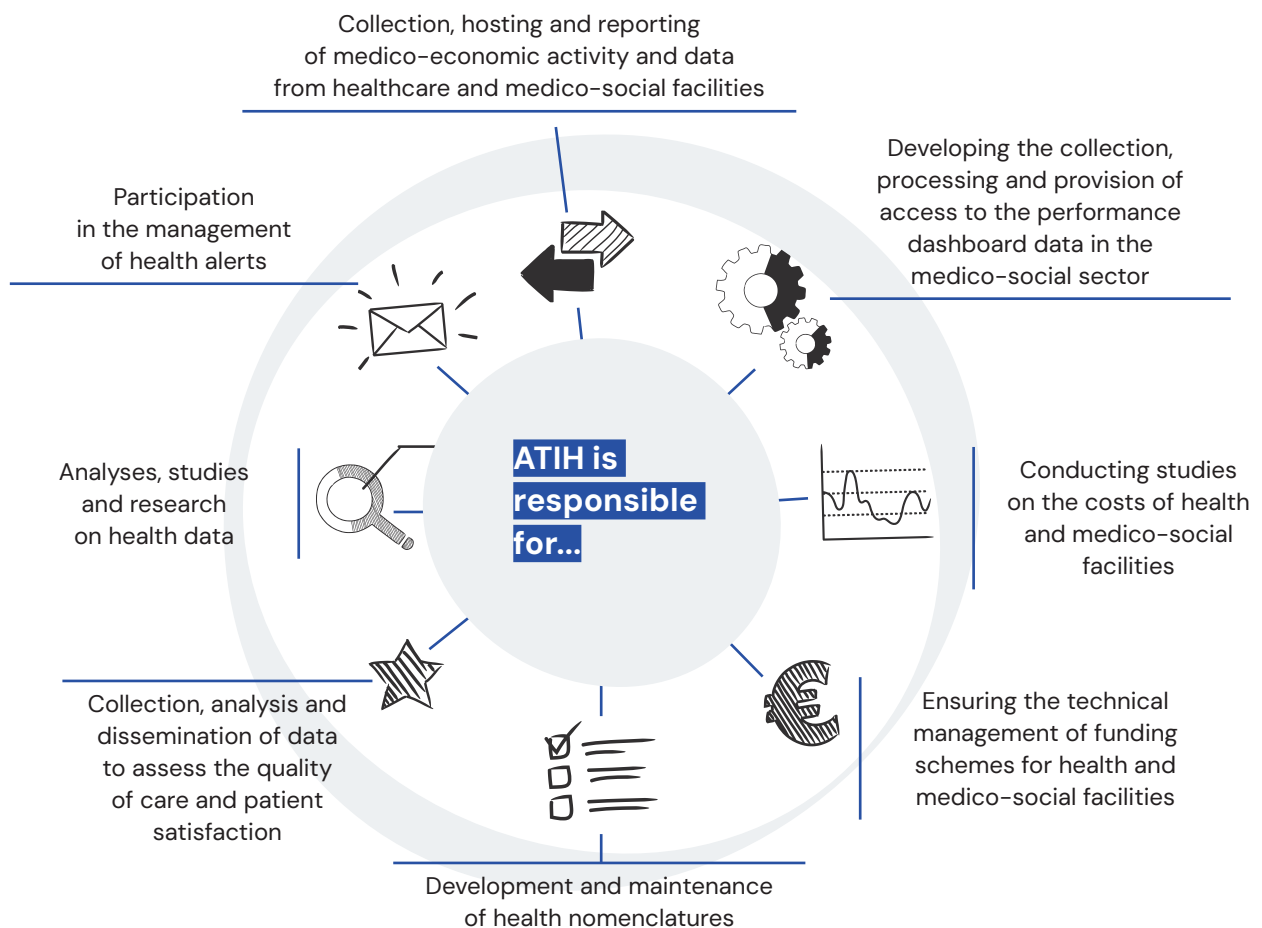 Collection, hosting and reporting
of medico-economic activity and data
from healthcare and medico-social facilities
Developing the collection,
processing and provision of
access to the performance
dashboard data in the
medico-social sector
Participation
in the management
of health alerts
ATIH is
responsible
for...
Analyses, studies
and research
on health data
Conducting studies
on the costs of health
and medico-social
facilities
Collection, analysis and
dissemination of data
to assess the quality
of care and patient
satisfaction
Ensuring the technical
management of funding
schemes for health and
medico-social facilities
Development and maintenance
of health nomenclatures